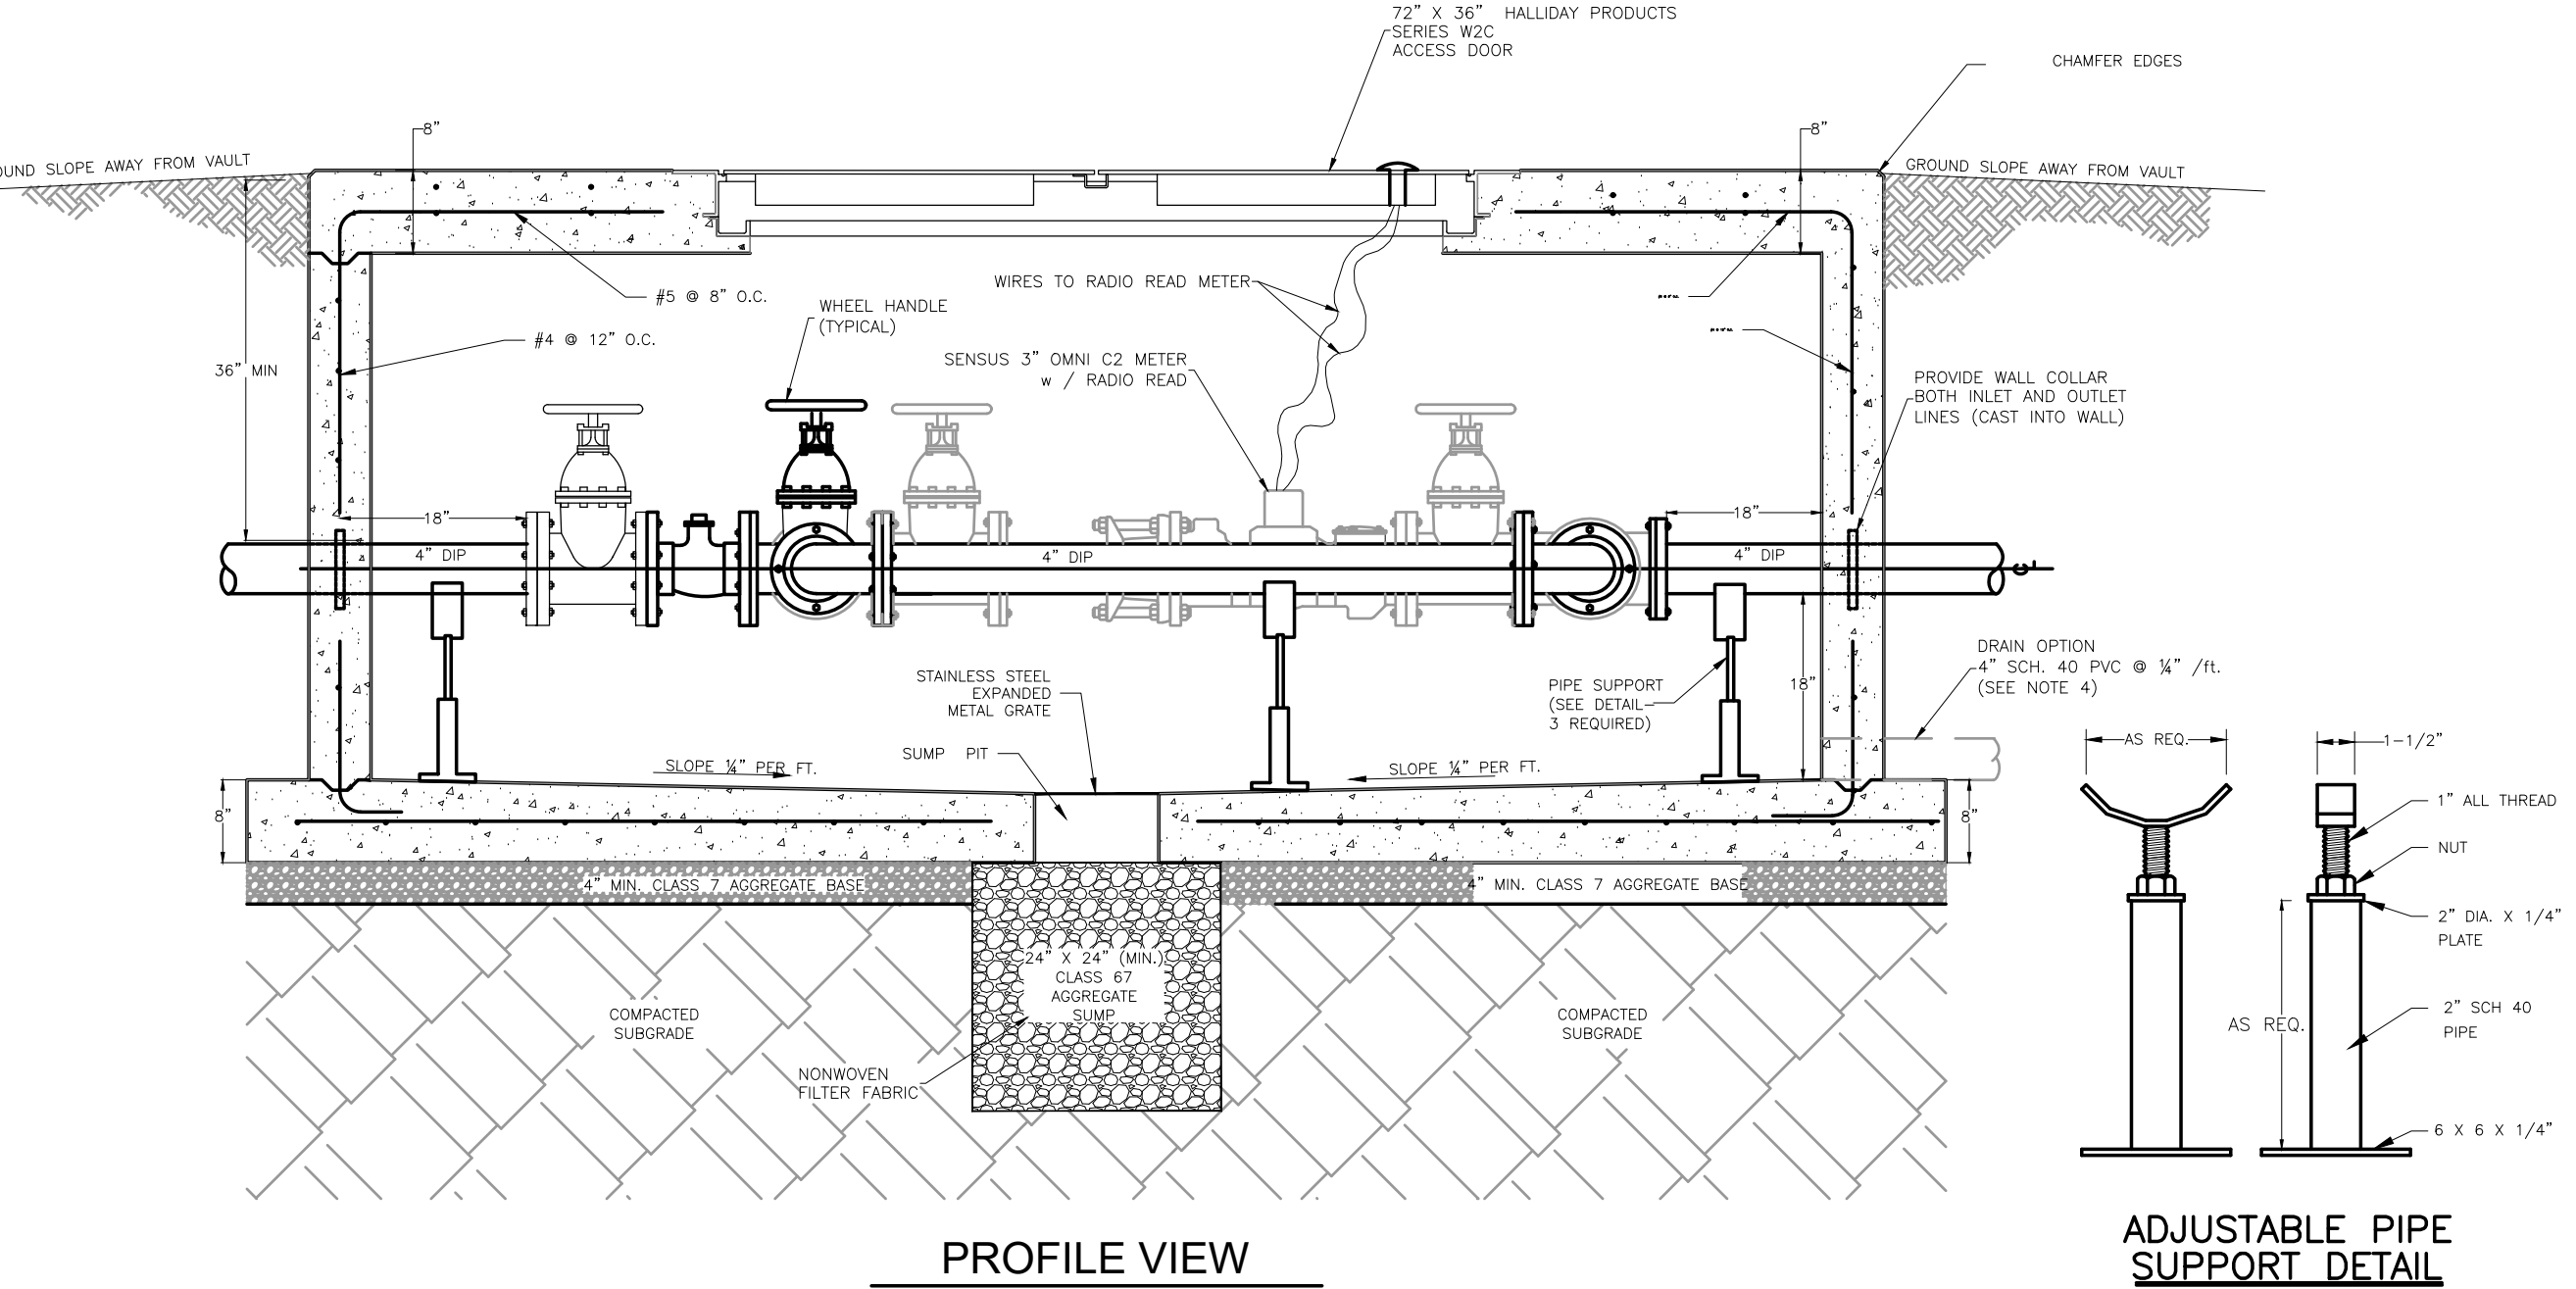 72” X 36” HALLIDAY PRODUCTS
SERIES W2C
ACCESS DOOR
CHAMFER EDGES
8”
8”
OUND SLOPE AWAY FROM VAULT
GROUND SLOPE AWAY FROM VAULT
#5 @ 8” O.C.
WIRES TO RADIO READ METER
WHEEL HANDLE
(TYPICAL)
#4 @ 12” O.C.
36” MIN
SENSUS 3” OMNI C2 METER
w / RADIO READ
PROVIDE WALL COLLAR
BOTH INLET AND OUTLET
LINES (CAST INTO WALL)
18”
18”
4” DIP
4” DIP
4” DIP
CL
STAINLESS STEEL
EXPANDED
METAL GRATE
PIPE SUPPORT
(SEE DETAIL-
3 REQUIRED)
18”
DRAIN OPTION
4” SCH. 40 PVC @ ¼” /ft.
(SEE NOTE 4)
SUMP PIT
SLOPE ¼” PER FT.
SLOPE ¼” PER FT.
8”
8”
4” MIN. CLASS 7 AGGREGATE BASE
4” MIN. CLASS 7 AGGREGATE BASE
24” X 24” (MIN.)
CLASS 67
AGGREGATE
SUMP
COMPACTED
SUBGRADE
COMPACTED
SUBGRADE
NONWOVEN
FILTER FABRIC
PROFILE VIEW
AS REQ.
1-1/2”
1” ALL THREAD
NUT
2” DIA. X 1/4”
PLATE
2” SCH 40
PIPE
AS REQ.
6 X 6 X 1/4”
ADJUSTABLE PIPE
SUPPORT DETAIL